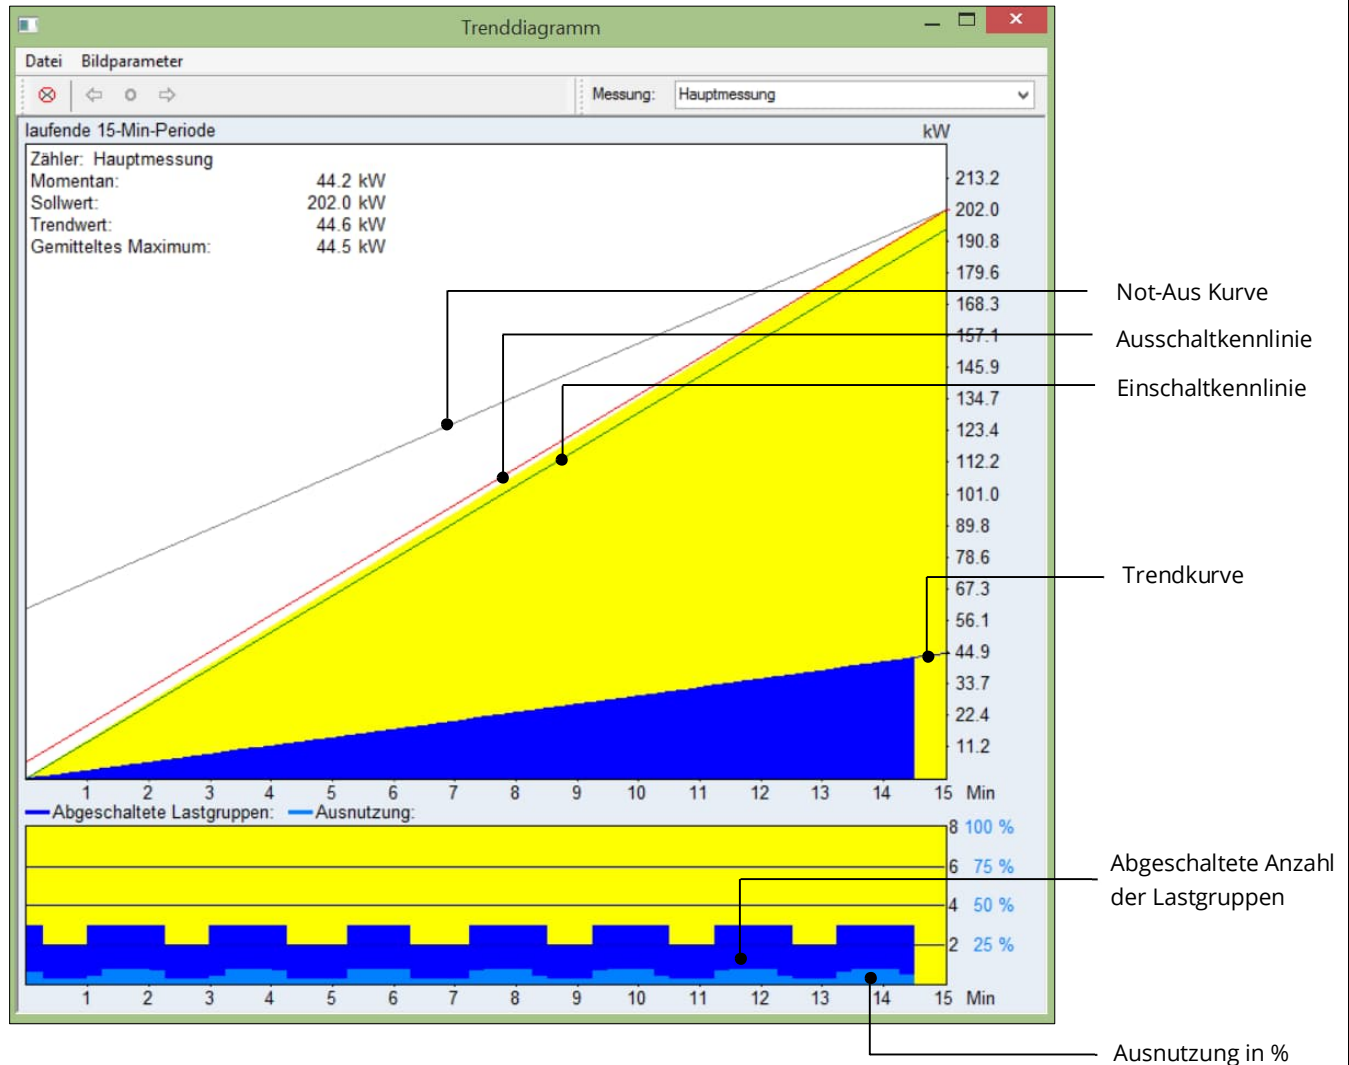 Trenddiagramm
Datei Bildparameter
Messung: Hauptmessung
laufende 15-Min-Periode
kW
Zähler: Hauptmessung
Momentan: 44.2 kW
Sollwert: 202.0 kW
Trendwert: 44.6 kW
Gemitteltes Maximum: 44.5 kW
213.2
202.0
190.8
179.6
168.3
157.1
145.9
134.7
123.4
112.2
101.0
89.8
78.6
67.3
56.1
44.9
33.7
22.4
11.2
Not-Aus Kurve
Ausschaltkennlinie
Einschaltkennlinie
Trendkurve
1 2 3 4 5 6 7 8 9 10 11 12 13 14 15 Min
Abgeschaltete Lastgruppen: Ausnutzung:
8 100 %
6 75 %
4 50 %
2 25 %
1 2 3 4 5 6 7 8 9 10 11 12 13 14 15 Min
Abgeschaltete Anzahl
der Lastgruppen
Ausnutzung in %